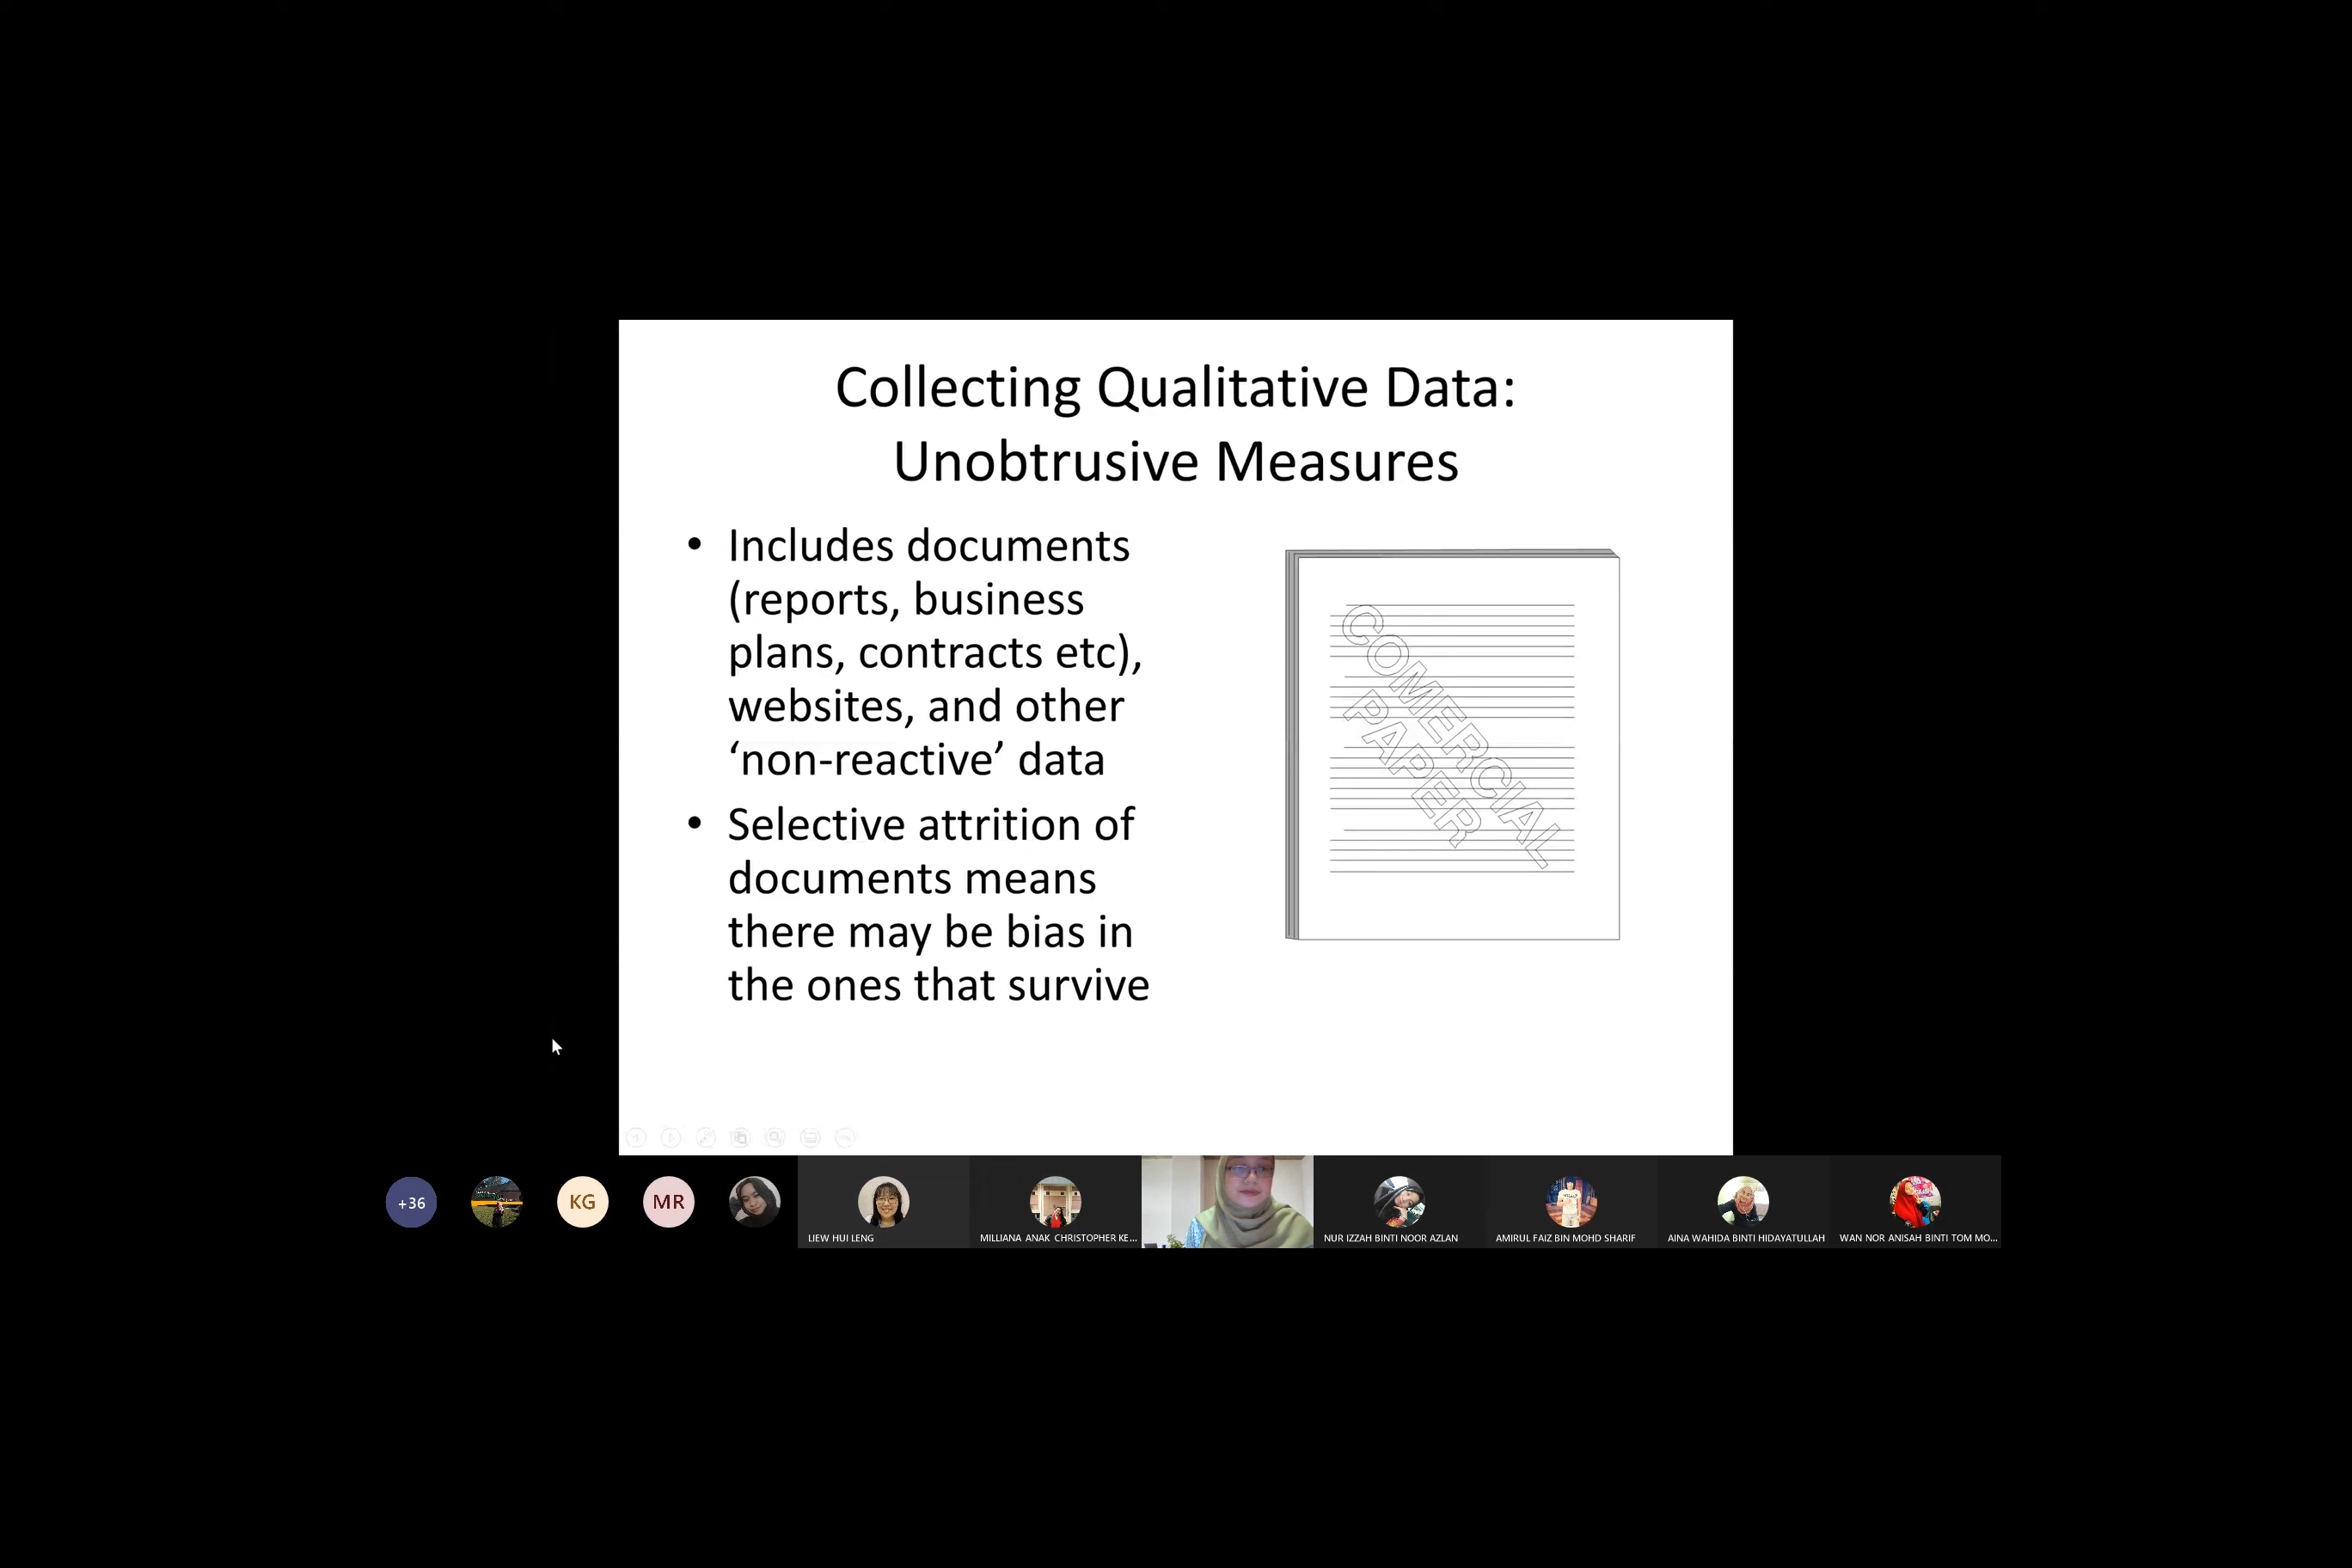 Collecting Qualitative Data:
Unobtrusive Measures
• Includes documents
(reports, business
plans, contracts etc),
websites, and other
‘non-reactive’ data
• Selective attrition of
documents means
there may be bias in
the ones that survive
COMERCIAL
PAPER
+36
KG
MR
LIEW HUI LENG
MILLIANA ANAK CHRISTOPHER KE...
NUR IZZAH BINTI NOOR AZLAN
AMIRUL FAIZ BIN MOHD SHARIF
AINA WAHIDA BINTI HIDAYATULLAH
WAN NOR ANISAH BINTI TOM MO...